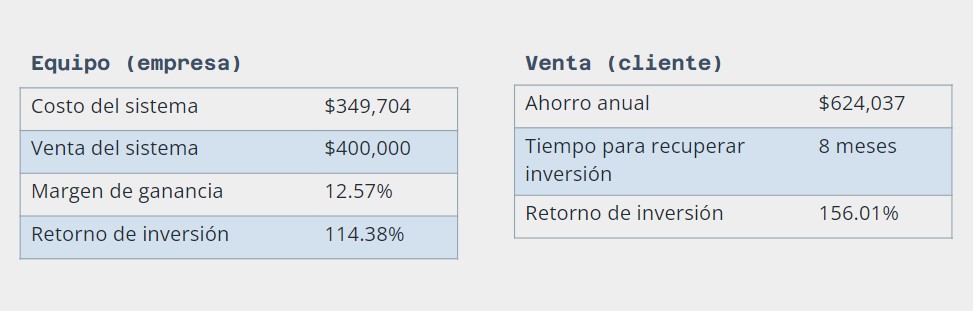 Equipo (empresa)
Costo del sistema $349,704
Venta del sistema $400,000
Margen de ganancia 12.57%
Retorno de inversión 114.38%
Venta (cliente)
Ahorro anual $624,037
Tiempo para recuperar 8 meses
inversión
Retorno de inversión 156.01%